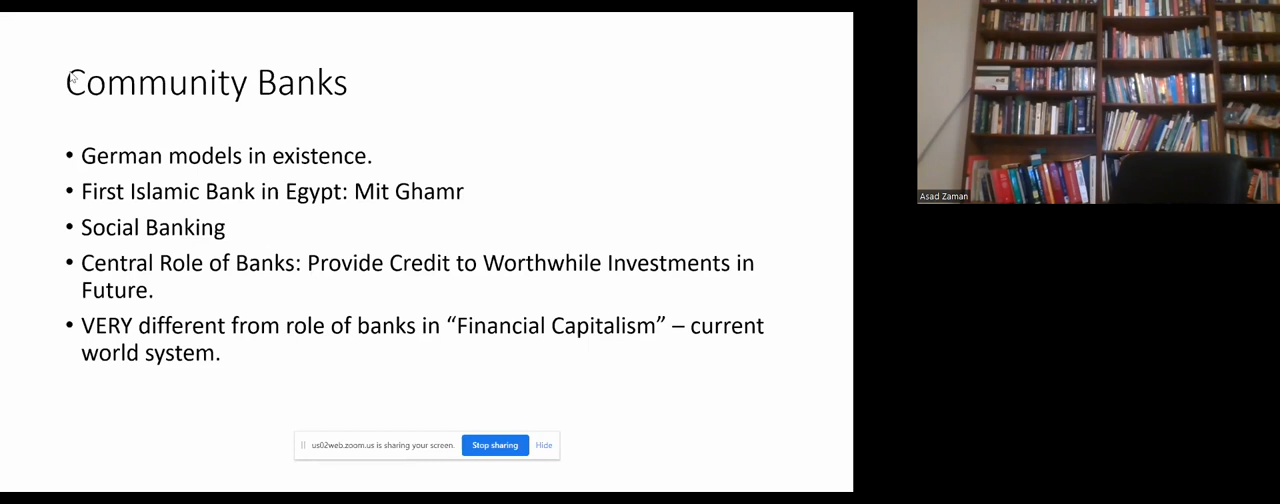 Community Banks
• German models in existence.
• First Islamic Bank in Egypt: Mit Ghamr
• Social Banking
• Central Role of Banks: Provide Credit to Worthwhile Investments in
Future.
• VERY different from role of banks in “Financial Capitalism” – current
world system.
us02web.zoom.us is sharing your screen.
Stop sharing
Hide
Asad Zaman